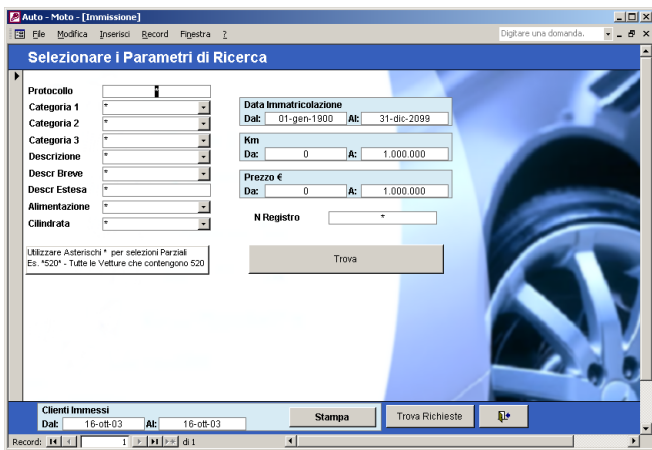 Auto - Moto - [Immissione]
File Modifica Inserisci Record Finestra ? Digitare una domanda.
Selezionare i Parametri di Ricerca
Protocollo *
Categoria 1 *
Categoria 2 *
Categoria 3 *
Descrizione *
Descr Breve *
Descr Estesa *
Alimentazione *
Cilindrata *
Data Immatricolazione
Dal: 01-gen-1900 Al: 31-dic-2099
Km
Da: 0 A: 1.000.000
Prezzo €
Da: 0 A: 1.000.000
N Registro *
Utilizzare Asterischi * per selezioni Parziali
Es. *520* - Tutte le Vetture che contengono 520
Trova
Clienti Immessi
Dal: 16-ott-03 Al: 16-ott-03
Stampa
Trova Richieste
Record: 1 di 1